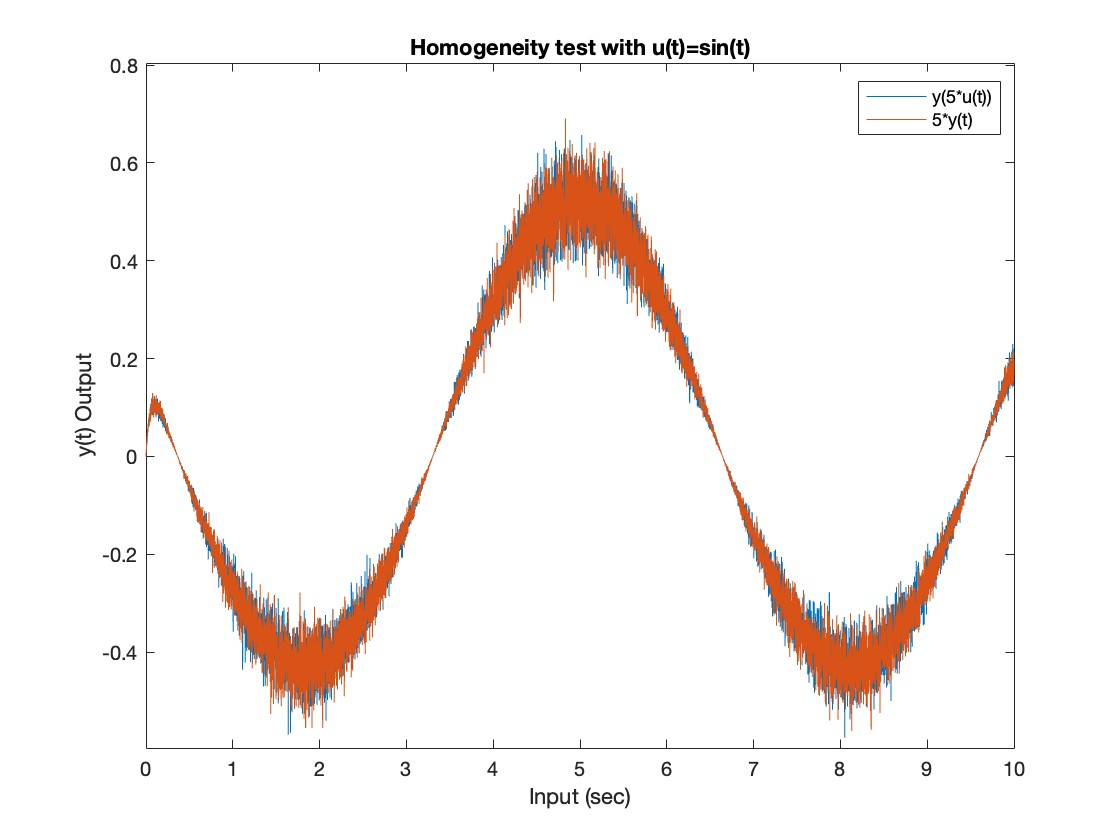 Homogeneity test with u(t)=sin(t)
y(5*u(t))
5*y(t)
y(t) Output
0.8
0.6
0.4
0.2
0
-0.2
-0.4
0 1 2 3 4 5 6 7 8 9 10
Input (sec)